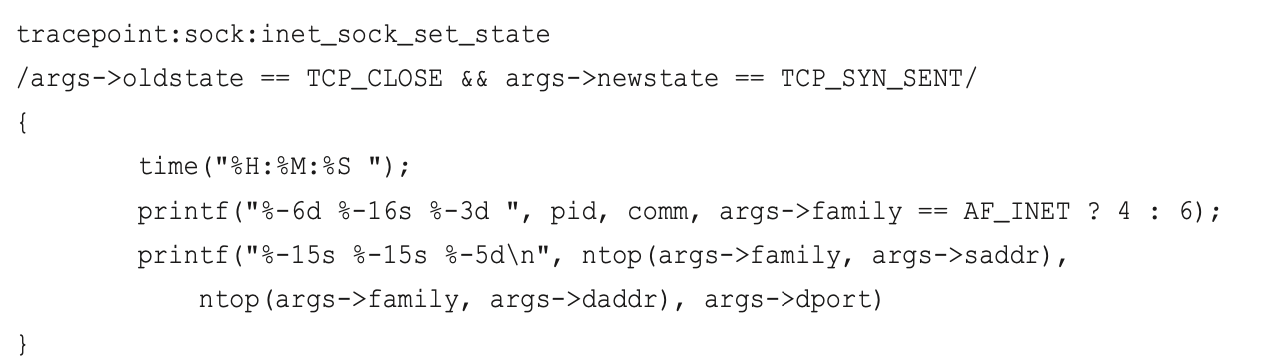 tracepoint:sock:inet_sock_set_state
/args->oldstate == TCP_CLOSE && args->newstate == TCP_SYN_SENT/
{
        time("%H:%M:%S ");
        printf("%-6d %-16s %-3d ", pid, comm, args->family == AF_INET ? 4 : 6);
        printf("%-15s %-15s %-5d\n", ntop(args->family, args->saddr),
            ntop(args->family, args->daddr), args->dport)
}